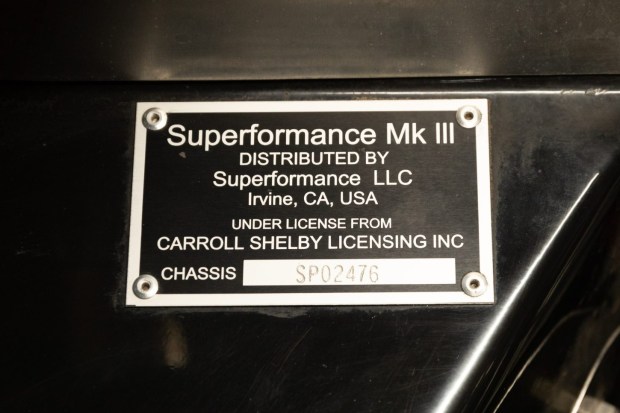 Superformance Mk III
DISTRIBUTED BY
Superformance LLC
Irvine, CA, USA
UNDER LICENSE FROM
CARROLL SHELBY LICENSING INC
CHASSIS SP02476